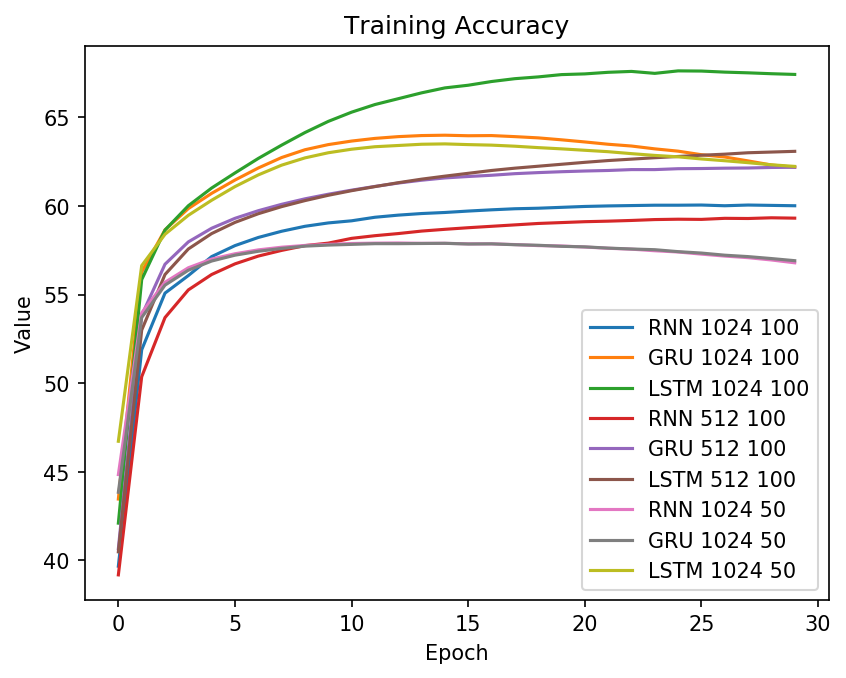 Training Accuracy
Value
65
60
55
50
45
40
RNN 1024 100
GRU 1024 100
LSTM 1024 100
RNN 512 100
GRU 512 100
LSTM 512 100
RNN 1024 50
GRU 1024 50
LSTM 1024 50
0 5 10 15 20 25 30
Epoch